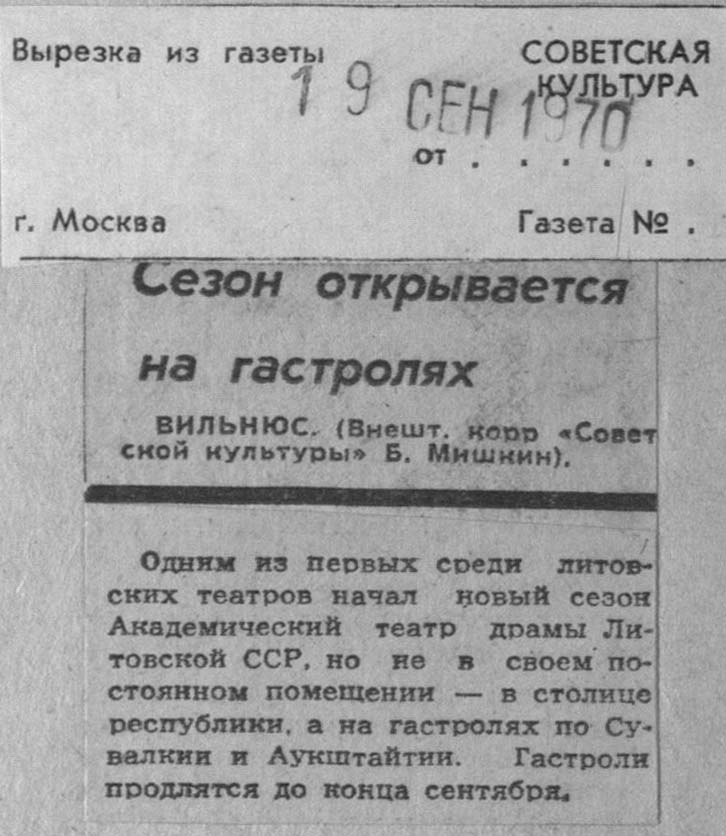 Вырезка из газеты
СОВЕТСКАЯ
КУЛЬТУРА
19 СЕН 1970
от . . . . . .
г. Москва
Газета № .
Сезон открывается
на гастролях
ВИЛЬНЮС. (Внешт. корр «Совет
ской культуры» Б. Мишкин).
Одним из первых среди литов-
ских театров начал новый сезон
Академический театр драмы Ли-
товской ССР, но не в своем по-
стоянном помещении — в столице
республики, а на гастролях по Су-
валкии и Аукштайтии. Гастроли
продлятся до конца сентября.